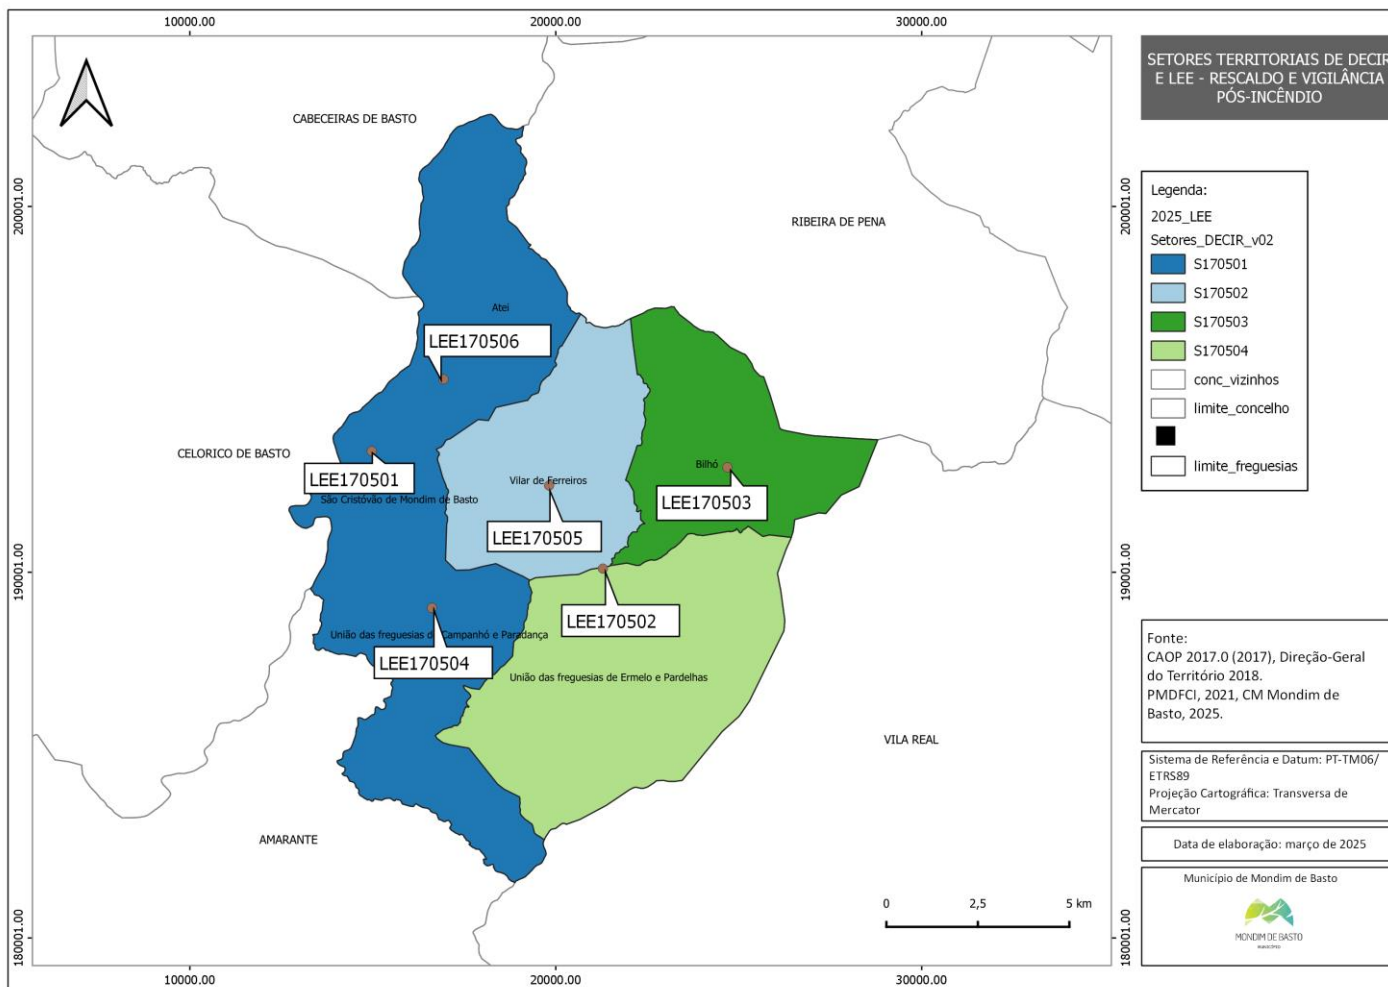 10000.00
20000.00
30000.00
SETORES TERRITORIAIS DE DECIR
E LEE - RESCALDO E VIGILÂNCIA
PÓS-INCÊNDIO
CABECEIRAS DE BASTO
200001.00
200001.00
RIBEIRA DE PENA
Legenda:
2025_LEE
Setores_DECIR_v02
S170501
S170502
S170503
S170504
conc_vizinhos
limite_concelho
limite_freguesias
Atei
LEE170506
CELORICO DE BASTO
LEE170501
São Cristóvão de Mondim de Basto
Vilar de Ferreiros
LEE170505
Bilhó
LEE170503
190001.00
190001.00
LEE170502
União das freguesias d Campanhó e Paradança
LEE170504
União das freguesias de Ermelo e Pardelhas
VILA REAL
AMARANTE
Fonte:
CAOP 2017.0 (2017), Direção-Geral
do Território 2018.
PMDFCI, 2021, CM Mondim de
Basto, 2025.
Sistema de Referência e Datum: PT-TM06/
ETRS89
Projeção Cartográfica: Transversa de
Mercator
Data de elaboração: março de 2025
Município de Mondim de Basto
MONDIM DE BASTO
MUNICÍPIO
0
2,5
5 km
180001.00
180001.00
10000.00
20000.00
30000.00